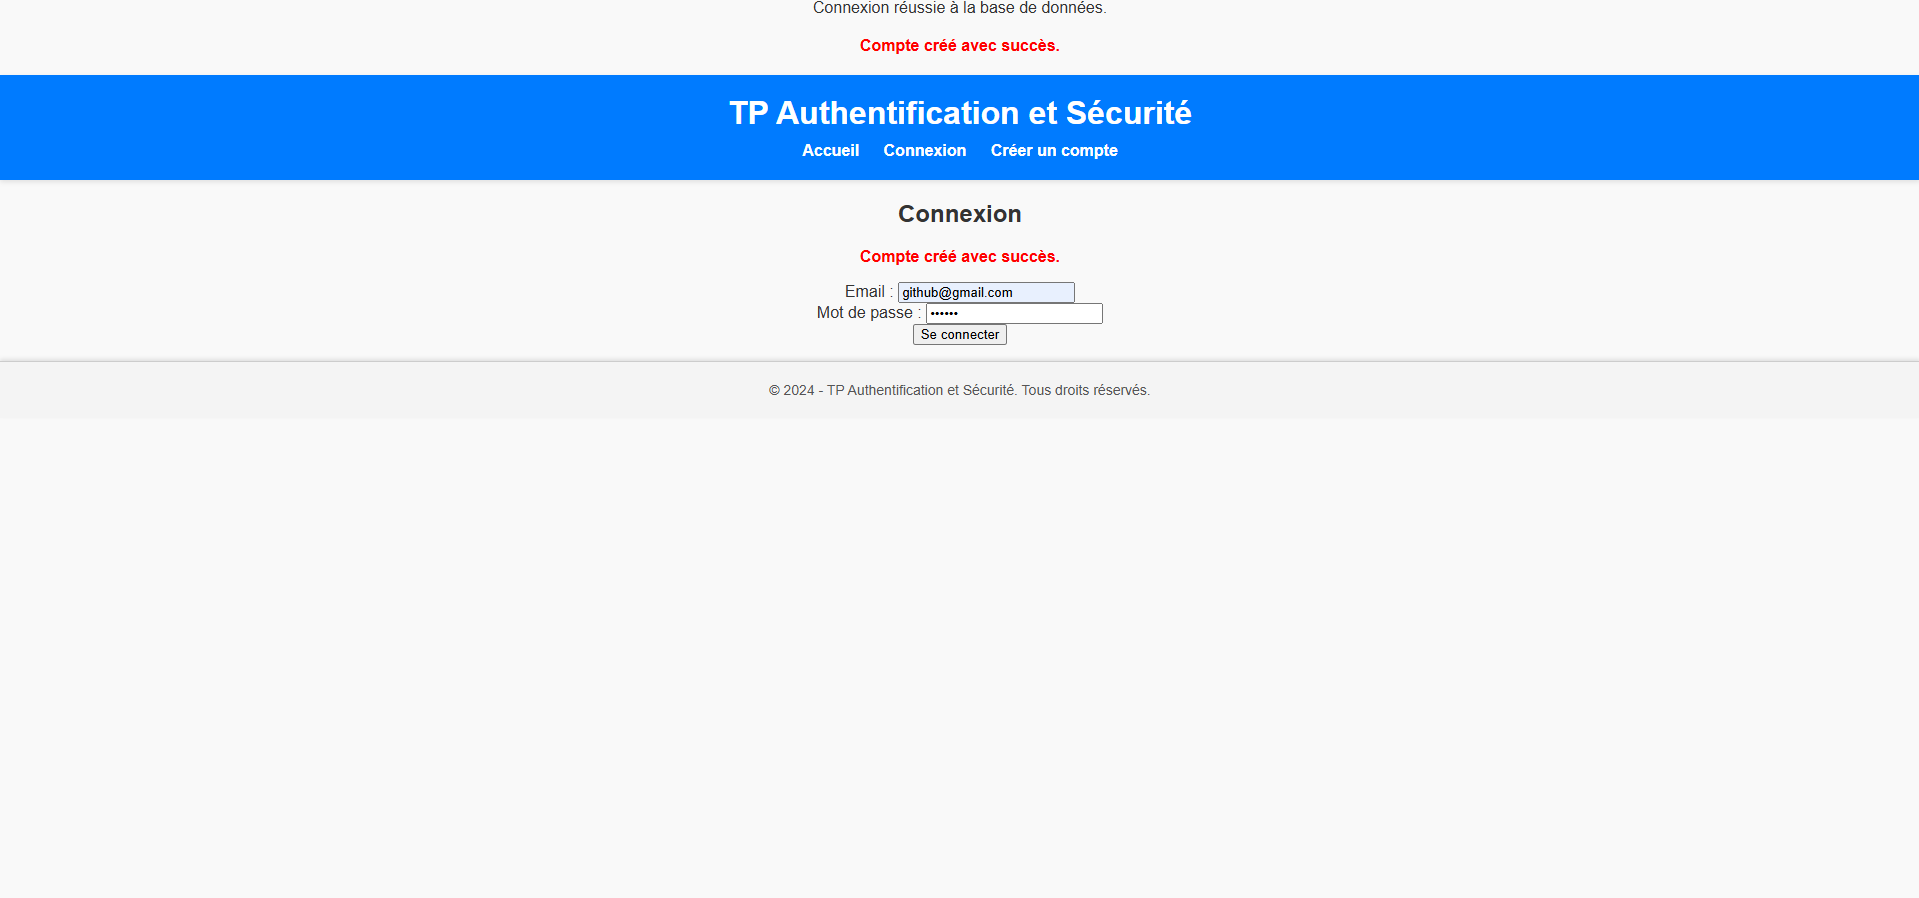 Connexion réussie à la base de données.
Compte créé avec succès.
TP Authentification et Sécurité
Accueil Connexion Créer un compte
Connexion
Compte créé avec succès.
Email : github@gmail.com
Mot de passe : ••••••
Se connecter
© 2024 - TP Authentification et Sécurité. Tous droits réservés.